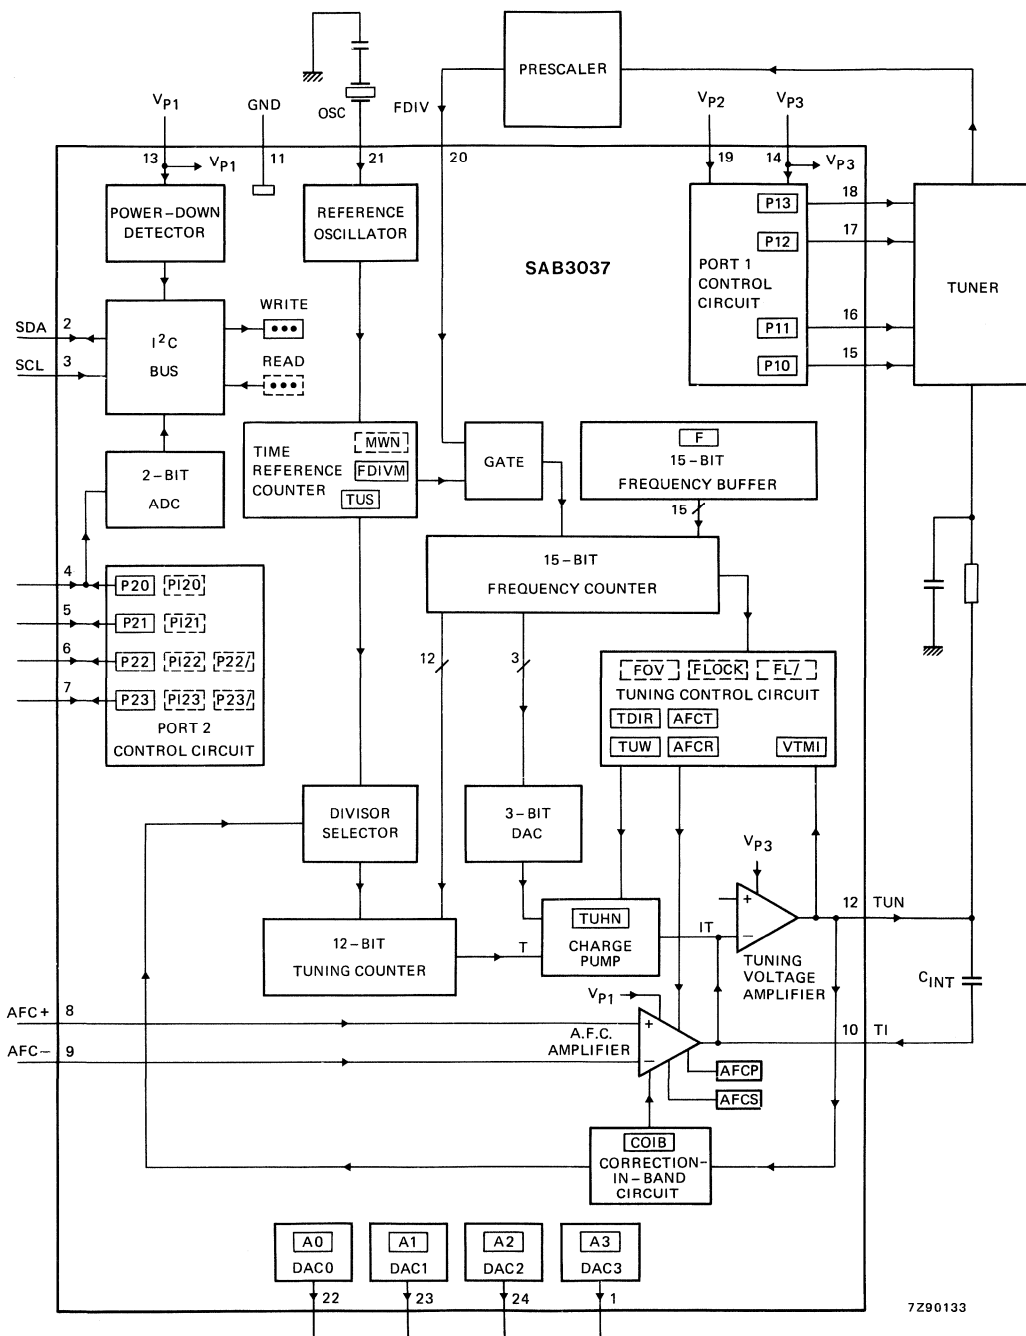 PRESCALER
OSC
FDIV
VP1
GND
VP2
VP3
13
VP1
11
21
20
19
14
VP3
18
17
16
15
POWER-DOWN
DETECTOR
REFERENCE
OSCILLATOR
SAB3037
P13
P12
PORT 1
CONTROL
CIRCUIT
P11
P10
TUNER
SDA
2
SCL
3
I²C
BUS
WRITE
READ
2-BIT
ADC
TIME
REFERENCE
COUNTER
MWN
FDIVM
TUS
GATE
F
15-BIT
FREQUENCY BUFFER
15
15-BIT
FREQUENCY COUNTER
4
5
6
7
P20
PI20
P21
PI21
P22
PI22
P22/
P23
PI23
P23/
PORT 2
CONTROL CIRCUIT
12
3
FOV
FLOCK
FL/
TUNING CONTROL CIRCUIT
TDIR
AFCT
TUW
AFCR
VTMI
DIVISOR
SELECTOR
3-BIT
DAC
VP3
12
TUN
12-BIT
TUNING COUNTER
T
TUHN
CHARGE
PUMP
IT
+
−
TUNING
VOLTAGE
AMPLIFIER
CINT
VP1
AFC+
8
AFC−
9
A.F.C.
AMPLIFIER
+
−
10
TI
AFCP
AFCS
COIB
CORRECTION-
IN-BAND
CIRCUIT
A0
DAC0
A1
DAC1
A2
DAC2
A3
DAC3
22
23
24
1
7Z90133